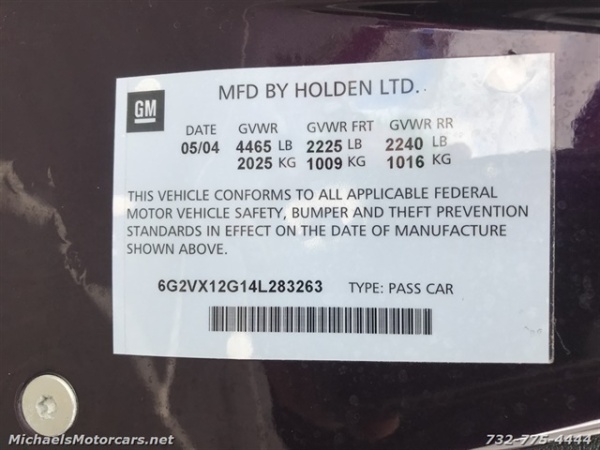 GM
MFD BY HOLDEN LTD.
DATE GVWR GVWR FRT GVWR RR
05/04 4465 LB 2225 LB 2240 LB
2025 KG 1009 KG 1016 KG
THIS VEHICLE CONFORMS TO ALL APPLICABLE FEDERAL
MOTOR VEHICLE SAFETY, BUMPER AND THEFT PREVENTION
STANDARDS IN EFFECT ON THE DATE OF MANUFACTURE
SHOWN ABOVE.
6G2VX12G14L283263 TYPE: PASS CAR
MichaelsMotorcars.net 732-775-4444